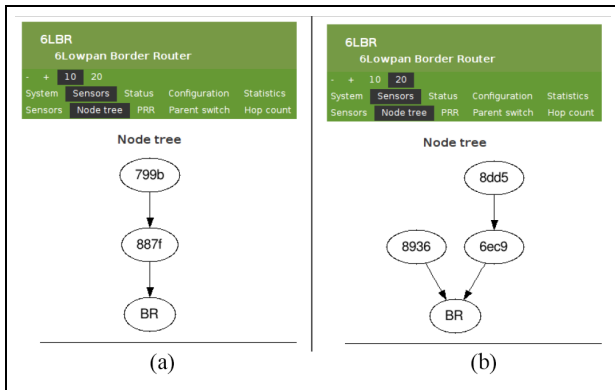 6LBR
6Lowpan Border Router
- + 10 20
System Sensors Status Configuration Statistics
Sensors Node tree PRR Parent switch Hop count
Node tree
799b
887f
BR
(a)
6LBR
6Lowpan Border Router
- + 10 20
System Sensors Status Configuration Statistics
Sensors Node tree PRR Parent switch Hop count
Node tree
8dd5
8936 6ec9
BR
(b)